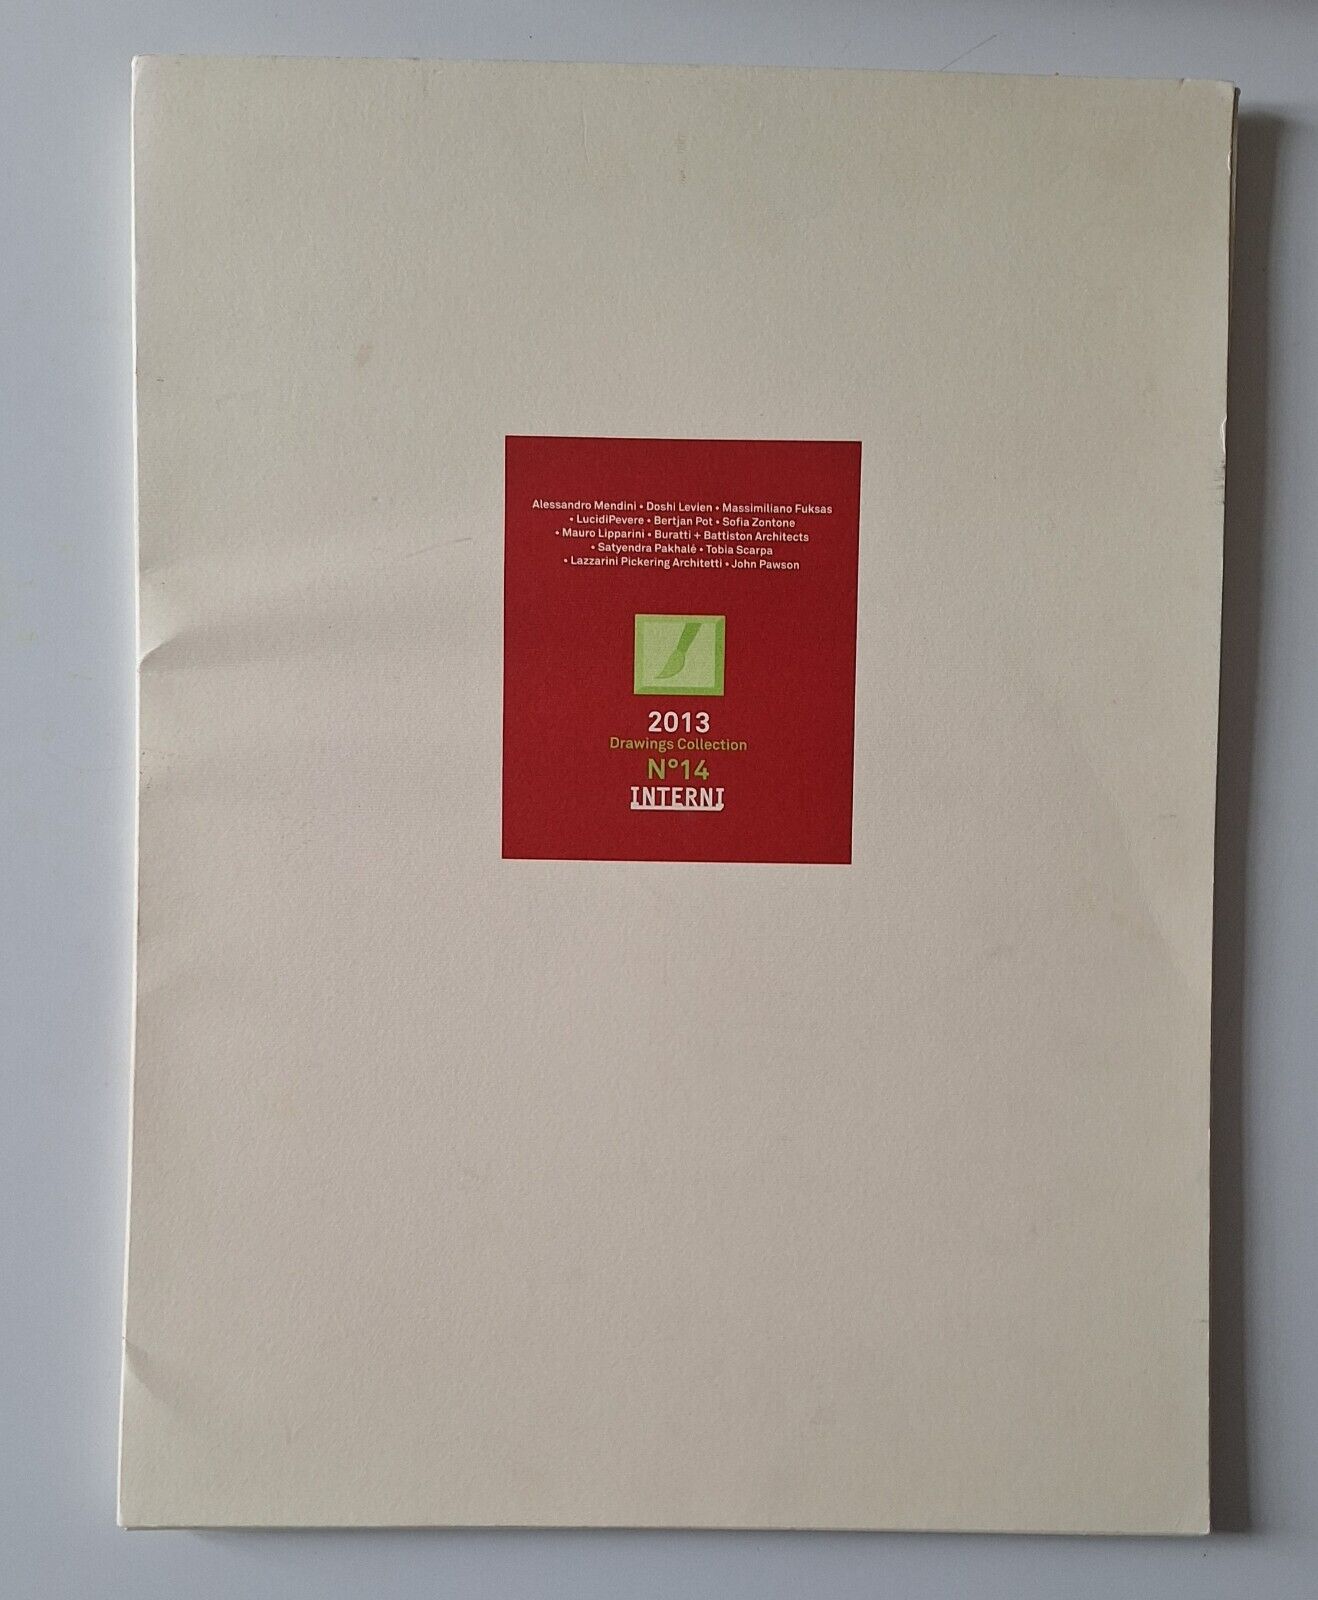 Alessandro Mendini • Doshi Levien • Massimiliano Fuksas
• LucidiPevere • Bertjan Pot • Sofia Zontone
• Mauro Lipparini • Buratti + Battiston Architects
• Satyendra Pakhalé • Tobia Scarpa
• Lazzarini Pickering Architetti • John Pawson
2013
Drawings Collection
N°14
INTERNI